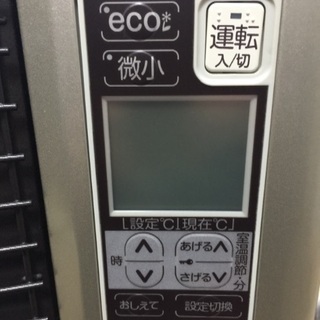 eco
運転
入/切
微小
[設定℃][現在℃]
時
あげる
さげる
室温調節
分
おしえて
設定切換